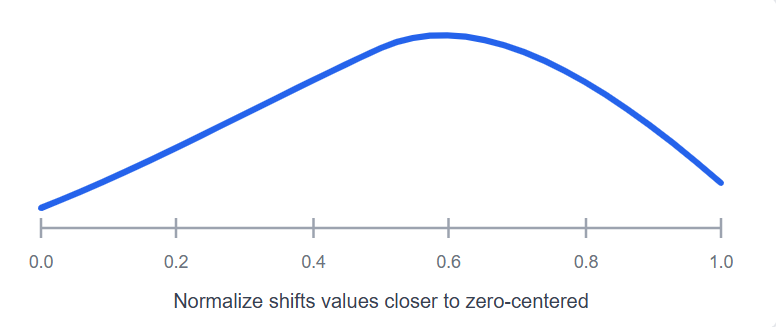 0.0 0.2 0.4 0.6 0.8 1.0
Normalize shifts values closer to zero-centered